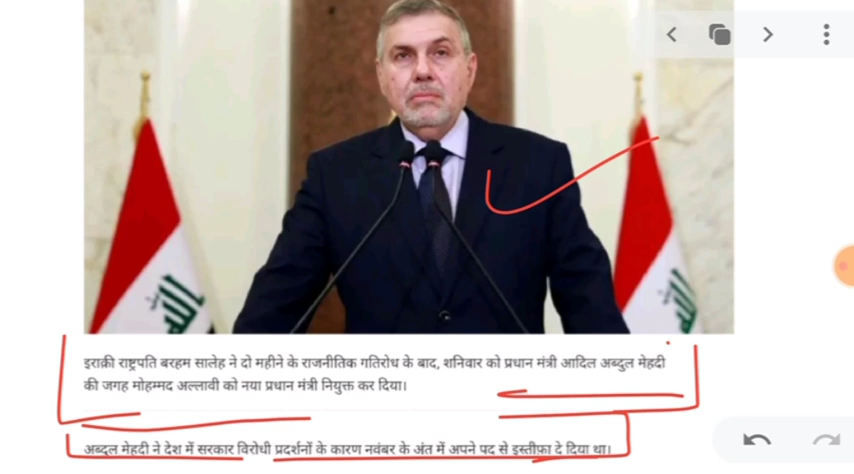 इराक़ी राष्ट्रपति बरहम सालेह ने दो महीने के राजनीतिक गतिरोध के बाद, शनिवार को प्रधान मंत्री आदिल अब्दुल मेहदी
की जगह मोहम्मद अल्लावी को नया प्रधान मंत्री नियुक्त कर दिया।
अब्दुल मेहदी ने देश में सरकार विरोधी प्रदर्शनों के कारण नवंबर के अंत में अपने पद से इस्तीफ़ा दे दिया था।